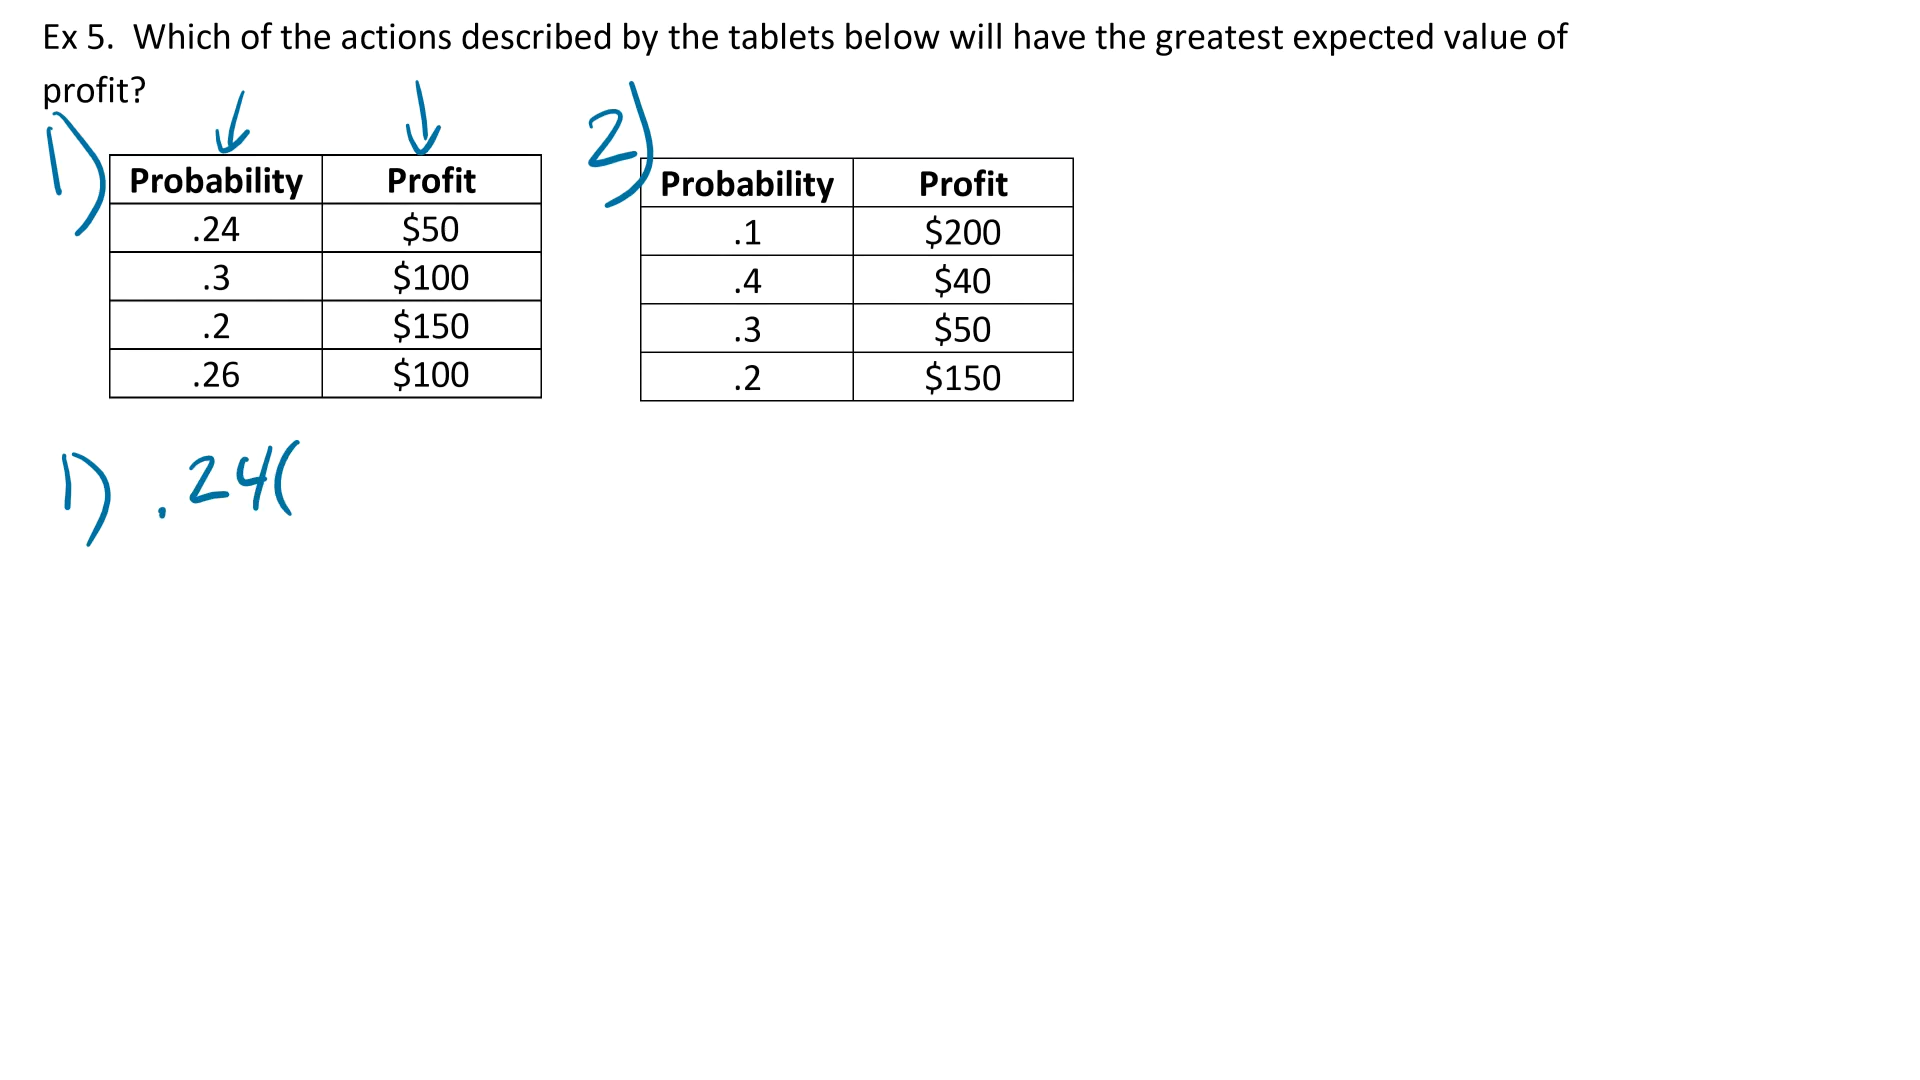 Ex 5. Which of the actions described by the tablets below will have the greatest expected value of
profit?
1)
Probability Profit
.24 $50
.3 $100
.2 $150
.26 $100
2)
Probability Profit
.1 $200
.4 $40
.3 $50
.2 $150
1) .24(